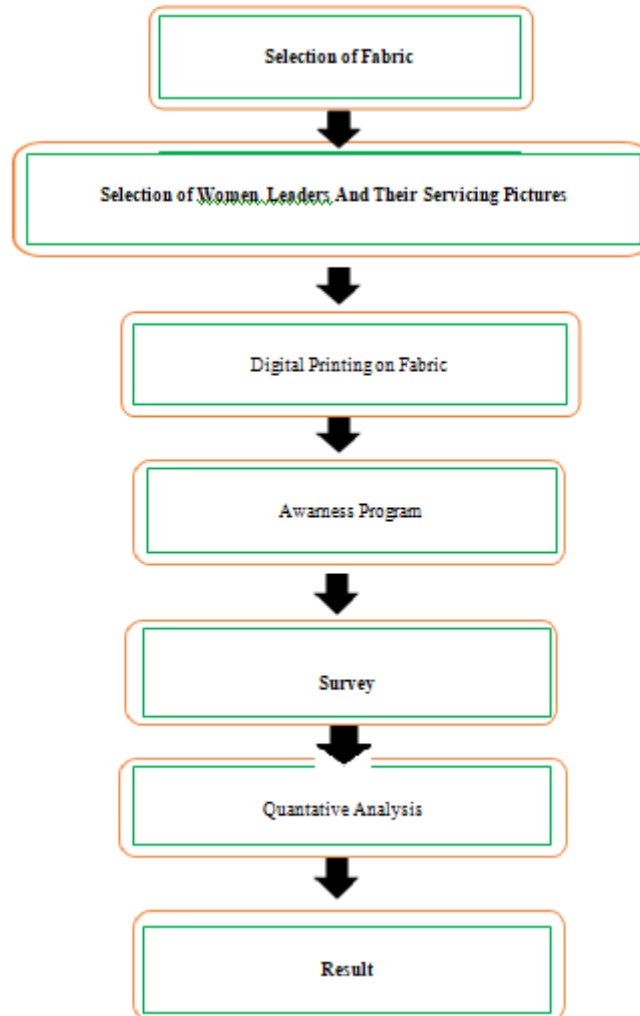 Selection of Fabric
Selection of Women Leaders And Their Servicing Pictures
Digital Printing on Fabric
Awarness Program
Survey
Quantative Analysis
Result